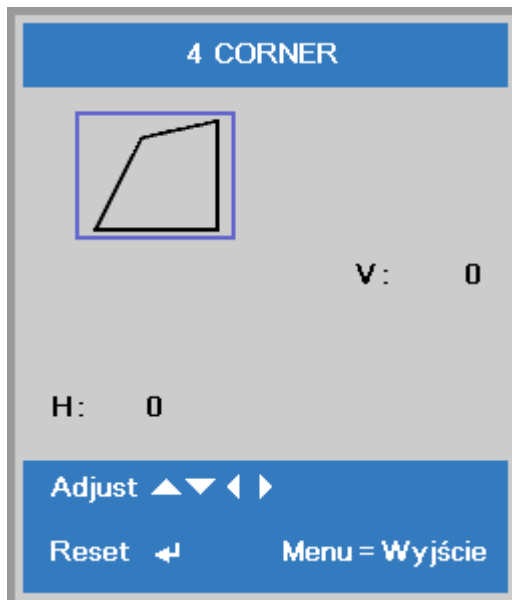 4 CORNER
V: 0
H: 0
Adjust ▲▼◀▶
Reset ↵ Menu = Wyjście